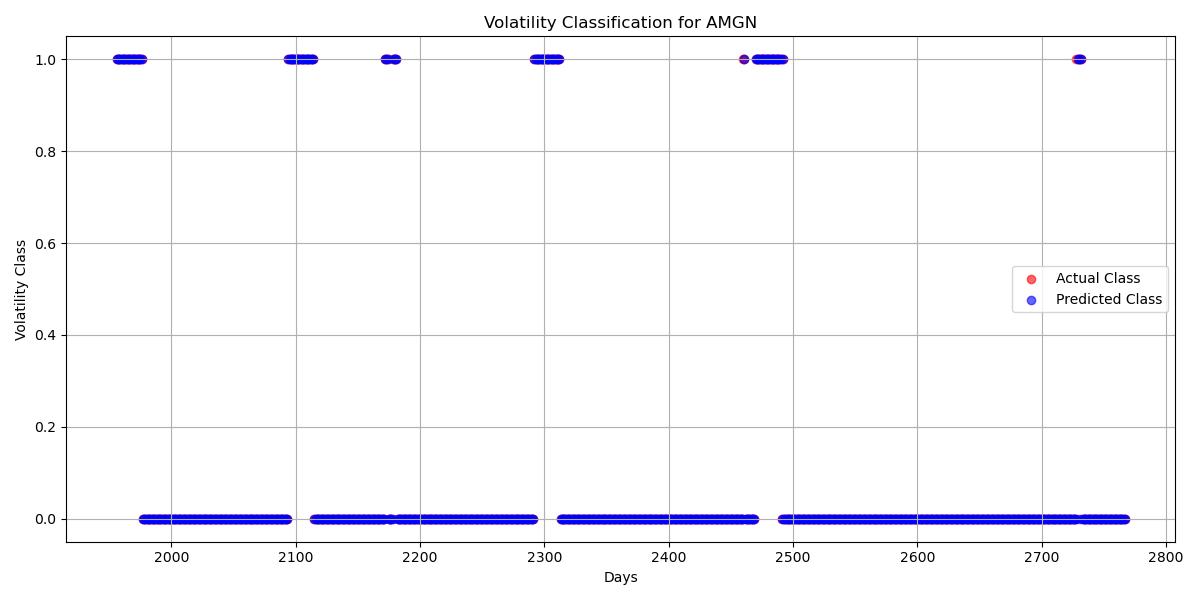 Volatility Classification for AMGN
1.0
0.8
0.6
0.4
0.2
0.0
Volatility Class
Actual Class
Predicted Class
2000 2100 2200 2300 2400 2500 2600 2700 2800
Days